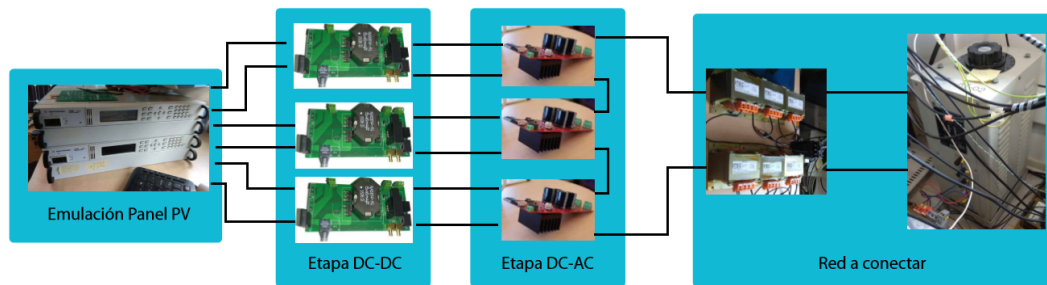 Emulación Panel PV
Etapa DC-DC
Etapa DC-AC
Red a conectar